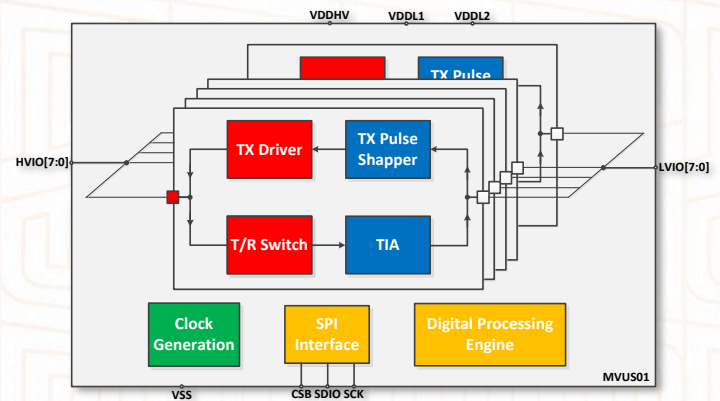 VDDHV VDDL1 VDDL2
TX Pulse
TX Driver TX Pulse
Shapper
HVIO[7:0]
LVIO[7:0]
T/R Switch TIA
Clock
Generation
SPI
Interface
Digital Processing
Engine
MVUS01
VSS CSB SDIO SCK